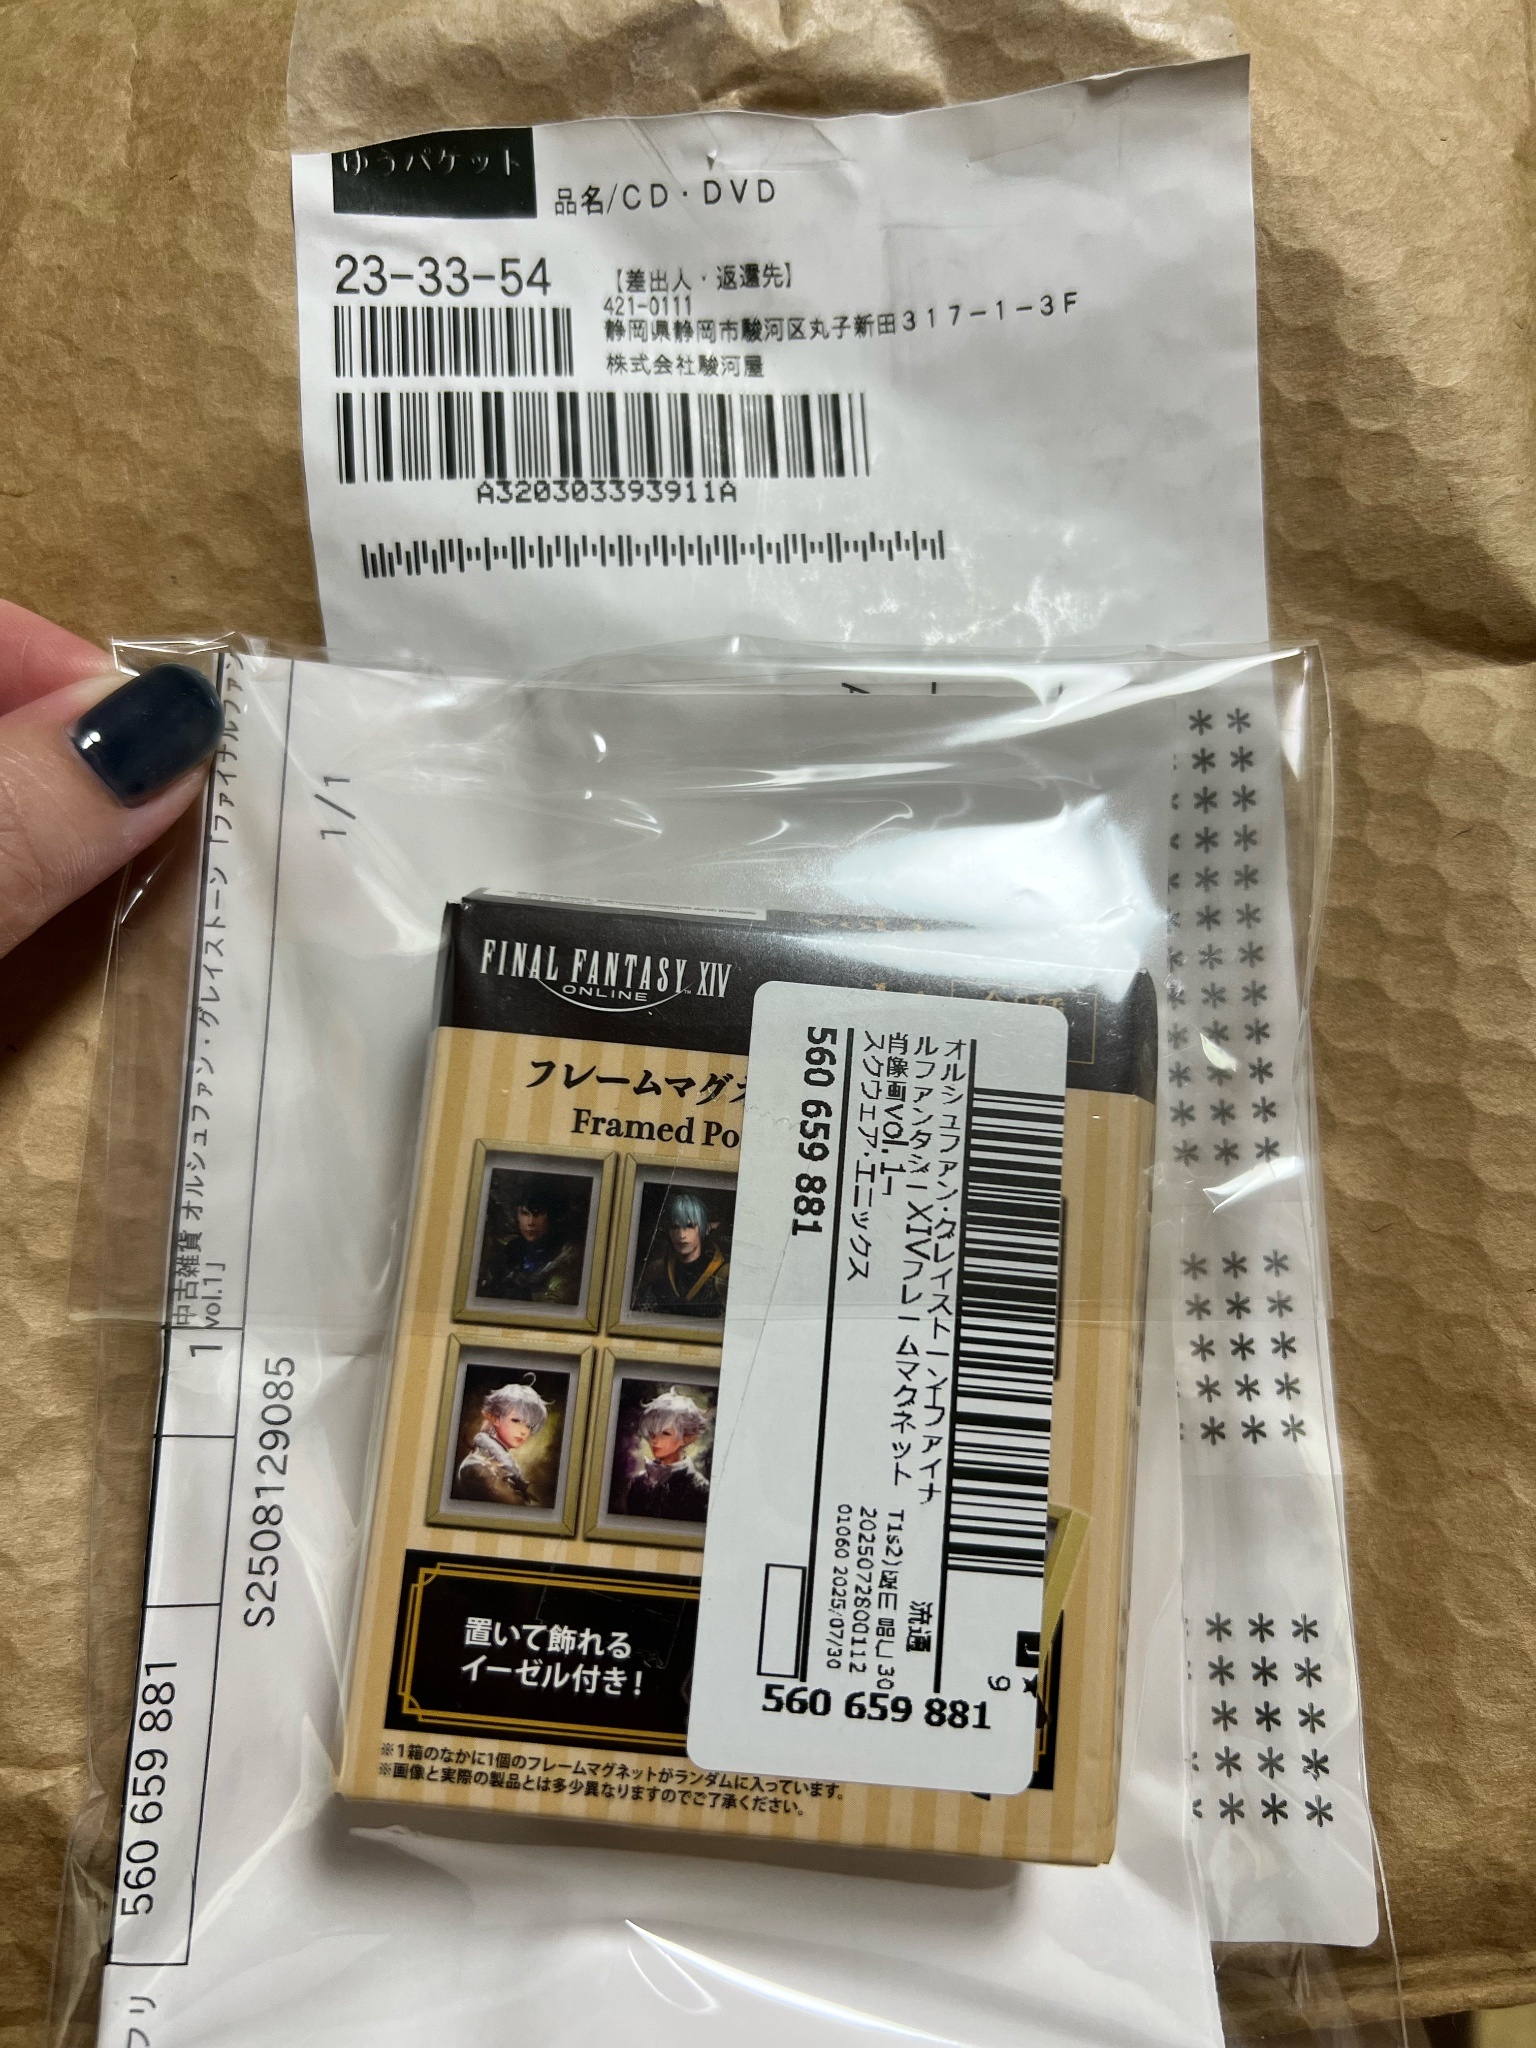 ゆうパケット
品名/CD・DVD
23-33-54
【差出人・返還先】
421-0111
静岡県静岡市駿河区丸子新田317-1-3F
株式会社駿河屋
A320303393911A
1/1
中古雑貨 オルシュファン・グレイストーン 「ファイナルファン
vol.1」
1
S2508129085
560 659 881
フリ
FINAL FANTASY XIV
ONLINE
フレームマグ
Framed Po
置いて飾れる
イーゼル付き!
※1箱のなかに1個のフレームマグネットがランダムに入っています。
※画像と実際の製品とは多少異なりますのでご了承ください。
オルシュファン・グレイストーン「ファイナ
ルファンタジーXIVフレームマグネット
肖像画vol.1」
スクウェア・エニックス
560 659 881
流通
2025072800112
01060 2025/07/30
9
560 659 881
** 
** 
** 
** 
** 
** 
** 
** 
** 
** 
** 
** 
***
***
***
***
***
***
***
***
***
***